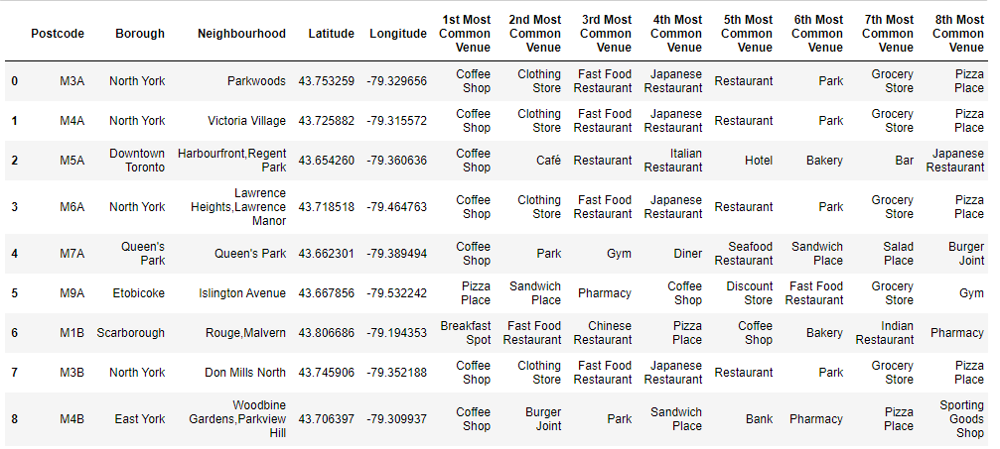 Postcode Borough Neighbourhood Latitude Longitude 1st Most Common Venue 2nd Most Common Venue 3rd Most Common Venue 4th Most Common Venue 5th Most Common Venue 6th Most Common Venue 7th Most Common Venue 8th Most Common Venue
0 M3A North York Parkwoods 43.753259 -79.329656 Coffee Shop Clothing Store Fast Food Restaurant Japanese Restaurant Restaurant Park Grocery Store Pizza Place
1 M4A North York Victoria Village 43.725882 -79.315572 Coffee Shop Clothing Store Fast Food Restaurant Japanese Restaurant Restaurant Park Grocery Store Pizza Place
2 M5A Downtown Toronto Harbourfront,Regent Park 43.654260 -79.360636 Coffee Shop Café Restaurant Italian Restaurant Hotel Bakery Bar Japanese Restaurant
3 M6A North York Lawrence Heights,Lawrence Manor 43.718518 -79.464763 Coffee Shop Clothing Store Fast Food Restaurant Japanese Restaurant Restaurant Park Grocery Store Pizza Place
4 M7A Queen's Park Queen's Park 43.662301 -79.389494 Coffee Shop Park Gym Diner Seafood Restaurant Sandwich Place Salad Place Burger Joint
5 M9A Etobicoke Islington Avenue 43.667856 -79.532242 Pizza Place Sandwich Place Pharmacy Coffee Shop Discount Store Fast Food Restaurant Grocery Store Gym
6 M1B Scarborough Rouge,Malvern 43.806686 -79.194353 Breakfast Spot Fast Food Restaurant Chinese Restaurant Pizza Place Coffee Shop Bakery Indian Restaurant Pharmacy
7 M3B North York Don Mills North 43.745906 -79.352188 Coffee Shop Clothing Store Fast Food Restaurant Japanese Restaurant Restaurant Park Grocery Store Pizza Place
8 M4B East York Woodbine Gardens,Parkview Hill 43.706397 -79.309937 Coffee Shop Burger Joint Park Sandwich Place Bank Pharmacy Pizza Place Sporting Goods Shop